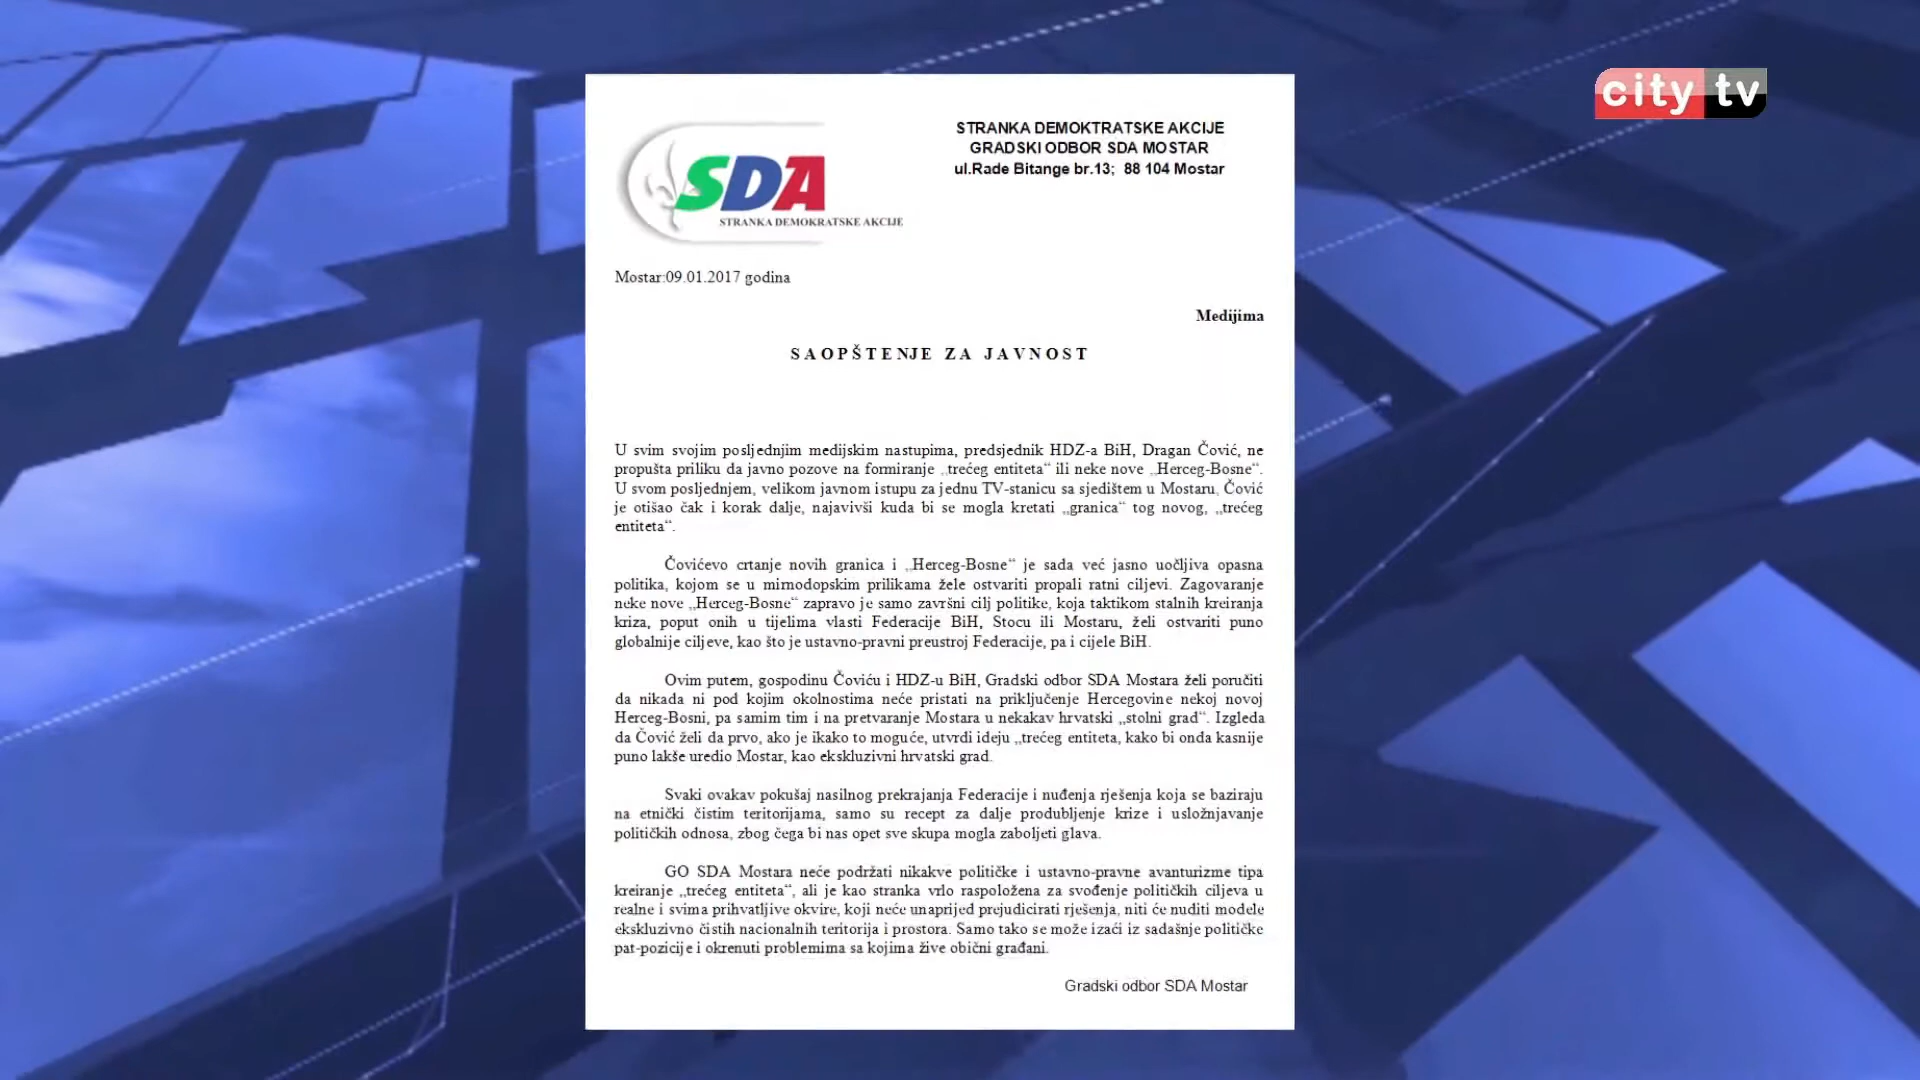 city tv
SDA
STRANKA DEMOKRATSKE AKCIJE
STRANKA DEMOKTRATSKE AKCIJE
GRADSKI ODBOR SDA MOSTAR
ul.Rade Bitange br.13; 88 104 Mostar
Mostar:09.01.2017 godina
Medijima
SAOPŠTENJE ZA JAVNOST
U svim svojim posljednjim medijskim nastupima, predsjednik HDZ-a BiH, Dragan Čović, ne
propušta priliku da javno pozove na formiranje „trećeg entiteta“ ili neke nove „Herceg-Bosne“.
U svom posljednjem, velikom javnom istupu za jednu TV-stanicu sa sjedištem u Mostaru, Čović
je otišao čak i korak dalje, najavivši kuda bi se mogla kretati „granica“ tog novog, „trećeg
entiteta“.
Čovićevo crtanje novih granica i „Herceg-Bosne“ je sada već jasno uočljiva opasna
politika, kojom se u mirnodopskim prilikama žele ostvariti propali ratni ciljevi. Zagovaranje
neke nove „Herceg-Bosne“ zapravo je samo završni cilj politike, koja taktikom stalnih kreiranja
kriza, poput onih u tijelima vlasti Federacije BiH, Stocu ili Mostaru, želi ostvariti puno
globalnije ciljeve, kao što je ustavno-pravni preustroj Federacije, pa i cijele BiH.
Ovim putem, gospodinu Čoviću i HDZ-u BiH, Gradski odbor SDA Mostara želi poručiti
da nikada ni pod kojim okolnostima neće pristati na priključenje Hercegovine nekoj novoj
Herceg-Bosni, pa samim tim i na pretvaranje Mostara u nekakav hrvatski „stolni grad“. Izgleda
da Čović želi da prvo, ako je ikako to moguće, utvrdi ideju „trećeg entiteta, kako bi onda kasnije
puno lakše uredio Mostar, kao ekskluzivni hrvatski grad.
Svaki ovakav pokušaj nasilnog prekrajanja Federacije i nuđenja rješenja koja se baziraju
na etnički čistim teritorijama, samo su recept za dalje produbljenje krize i usložnjavanje
političkih odnosa, zbog čega bi nas opet sve skupa mogla zaboljeti glava.
GO SDA Mostara neće podržati nikakve političke i ustavno-pravne avanturizme tipa
kreiranje „trećeg entiteta“, ali je kao stranka vrlo raspoložena za svođenje političkih ciljeva u
realne i svima prihvatljive okvire, koji neće unaprijed prejudicirati rješenja, niti će nuditi modele
ekskluzivno čistih nacionalnih teritorija i prostora. Samo tako se može izaći iz sadašnje političke
pat-pozicije i okrenuti problemima sa kojima žive obični građani.
Gradski odbor SDA Mostar